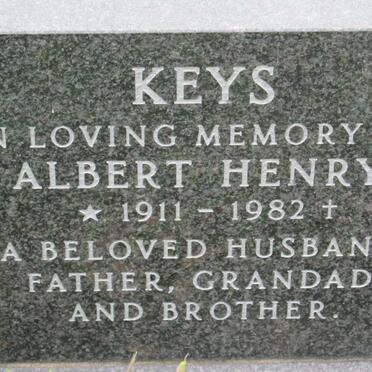 KEYS
N LOVING MEMORY
ALBERT HENRY
★ 1911 – 1982 †
A BELOVED HUSBAN
FATHER, GRANDAD
AND BROTHER.